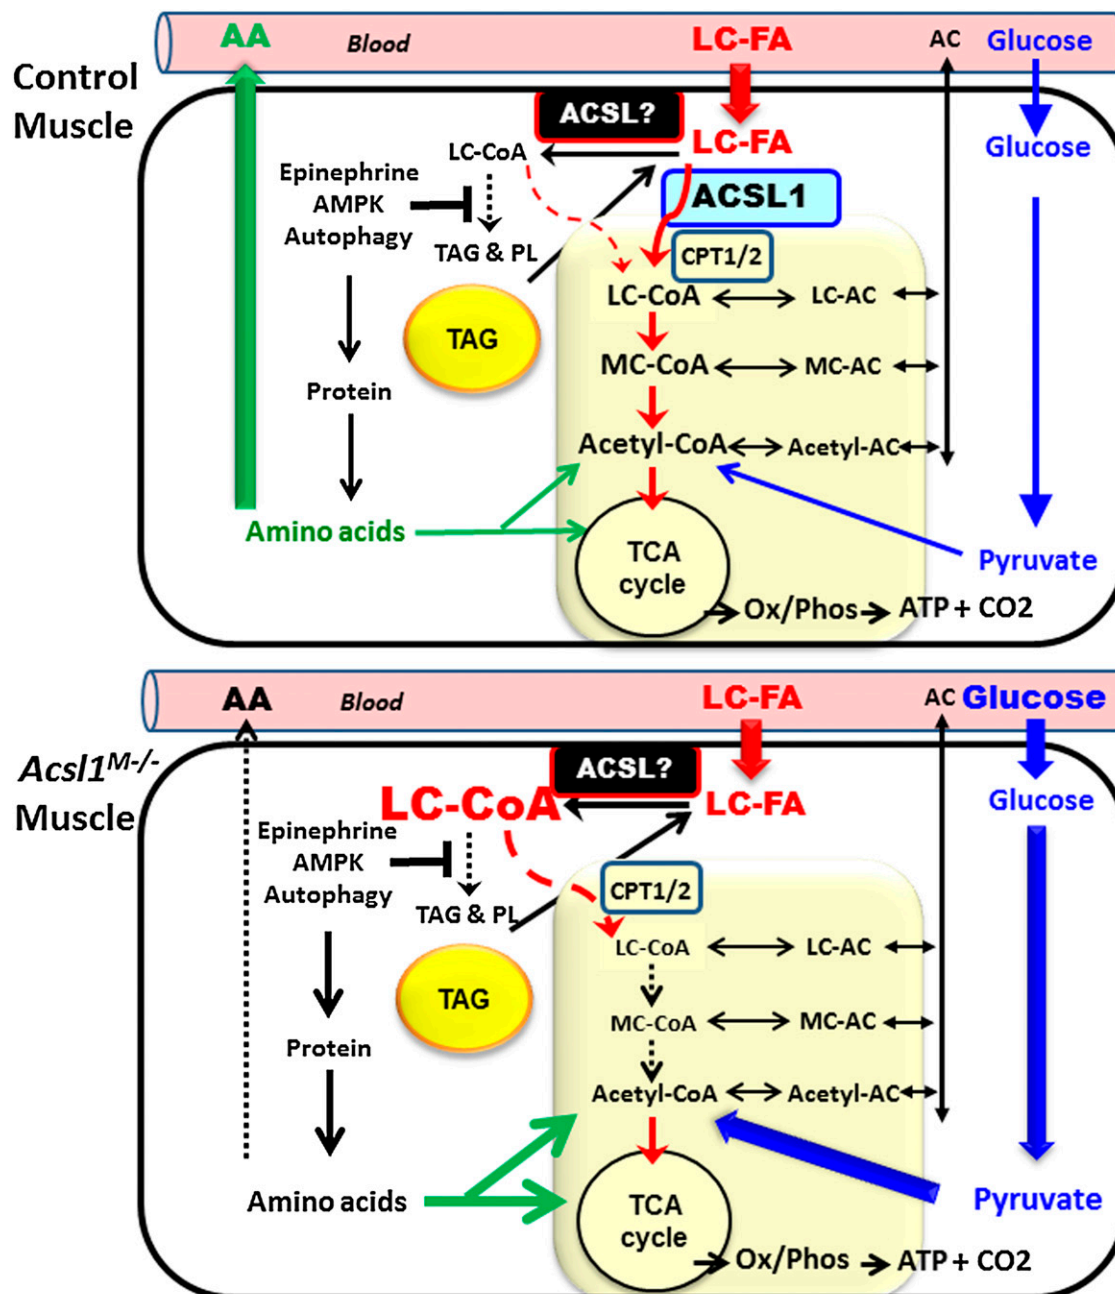 AA Blood LC-FA AC Glucose
Control
Muscle
ACSL?
LC-CoA LC-FA Glucose
Epinephrine
AMPK
Autophagy
ACSL1
TAG & PL CPT1/2
LC-CoA LC-AC
TAG
MC-CoA MC-AC
Protein
Acetyl-CoA Acetyl-AC
Amino acids
TCA
cycle
Pyruvate
Ox/Phos ATP + CO2
AA Blood LC-FA AC Glucose
Acsl1M-/-
Muscle
ACSL?
LC-CoA LC-FA Glucose
Epinephrine
AMPK
Autophagy
CPT1/2
TAG & PL
LC-CoA LC-AC
TAG
MC-CoA MC-AC
Protein
Acetyl-CoA Acetyl-AC
Amino acids
Pyruvate
TCA
cycle
Ox/Phos ATP + CO2